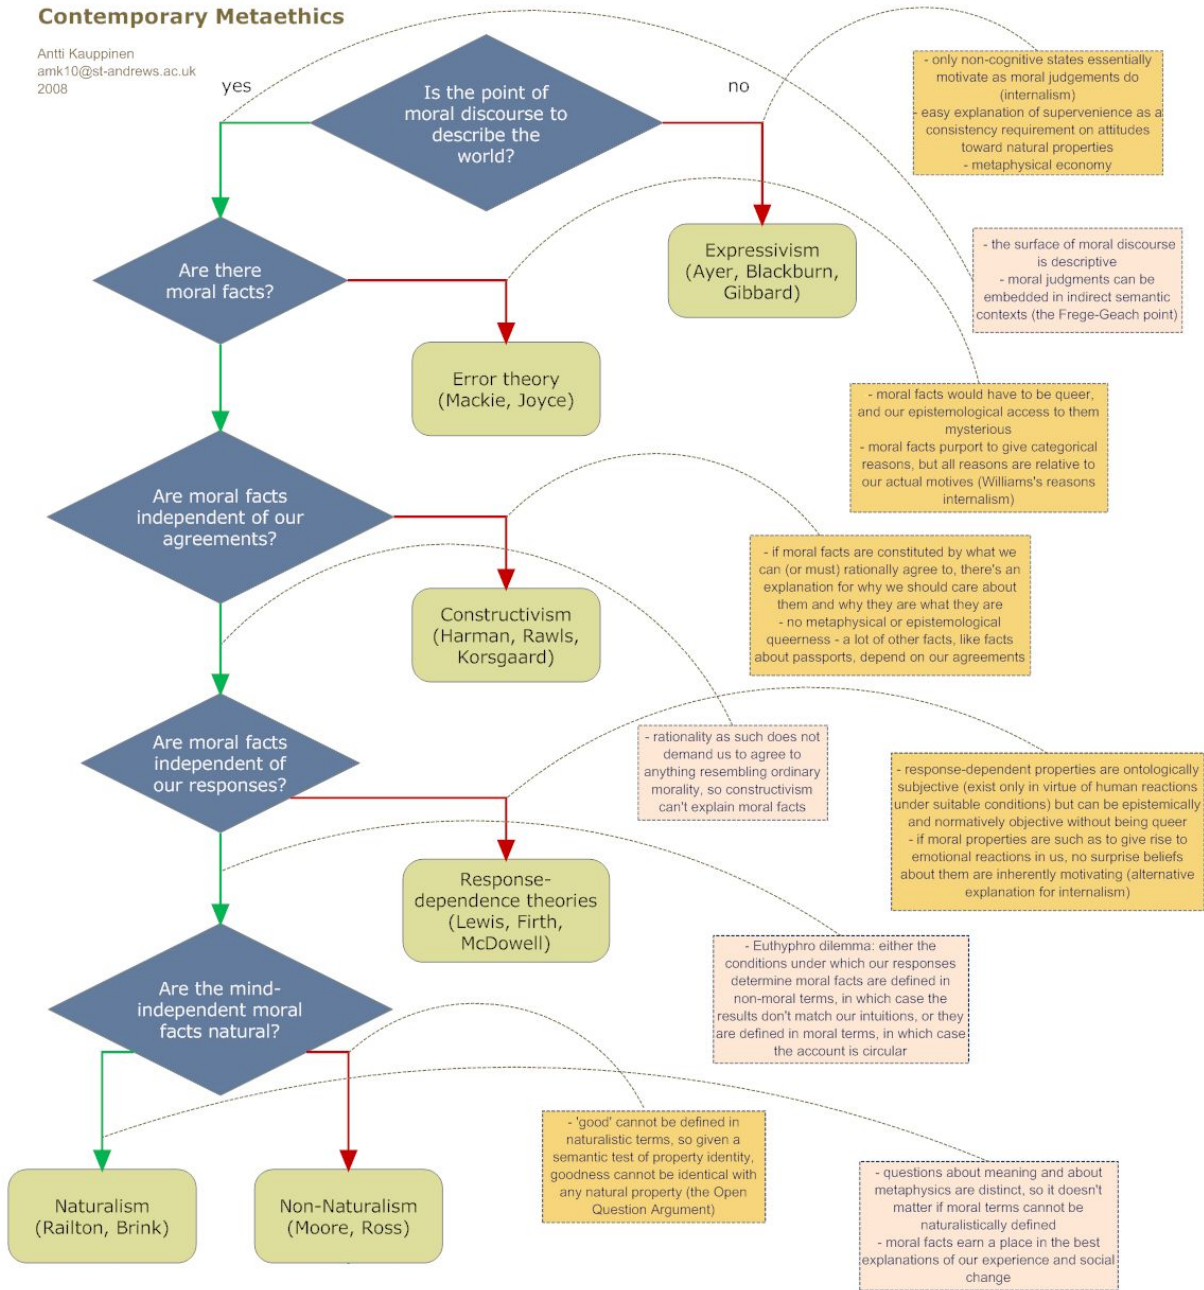 Contemporary Metaethics
Antti Kauppinen
amk10@st-andrews.ac.uk
2008
yes
no
Is the point of
moral discourse to
describe the
world?
- only non-cognitive states essentially
motivate as moral judgements do
(internalism)
- easy explanation of supervenience as a
consistency requirement on attitudes
toward natural properties
- metaphysical economy
Expressivism
(Ayer, Blackburn,
Gibbard)
- the surface of moral discourse
is descriptive
- moral judgments can be
embedded in indirect semantic
contexts (the Frege-Geach point)
Are there
moral facts?
Error theory
(Mackie, Joyce)
- moral facts would have to be queer,
and our epistemological access to them
mysterious
- moral facts purport to give categorical
reasons, but all reasons are relative to
our actual motives (Williams's reasons
internalism)
Are moral facts
independent of our
agreements?
Constructivism
(Harman, Rawls,
Korsgaard)
- if moral facts are constituted by what we
can (or must) rationally agree to, there's an
explanation for why we should care about
them and why they are what they are
- no metaphysical or epistemological
queerness - a lot of other facts, like facts
about passports, depend on our agreements
Are moral facts
independent of
our responses?
- rationality as such does not
demand us to agree to
anything resembling ordinary
morality, so constructivism
can't explain moral facts
- response-dependent properties are ontologically
subjective (exist only in virtue of human reactions
under suitable conditions) but can be epistemically
and normatively objective without being queer
- if moral properties are such as to give rise to
emotional reactions in us, no surprise beliefs
about them are inherently motivating (alternative
explanation for internalism)
Response-
dependence theories
(Lewis, Firth,
McDowell)
- Euthyphro dilemma: either the
conditions under which our responses
determine moral facts are defined in
non-moral terms, in which case the
results don't match our intuitions, or they
are defined in moral terms, in which case
the account is circular
Are the mind-
independent moral
facts natural?
- 'good' cannot be defined in
naturalistic terms, so given a
semantic test of property identity,
goodness cannot be identical with
any natural property (the Open
Question Argument)
Naturalism
(Railton, Brink)
Non-Naturalism
(Moore, Ross)
- questions about meaning and about
metaphysics are distinct, so it doesn't
matter if moral terms cannot be
naturalistically defined
- moral facts earn a place in the best
explanations of our experience and social
change